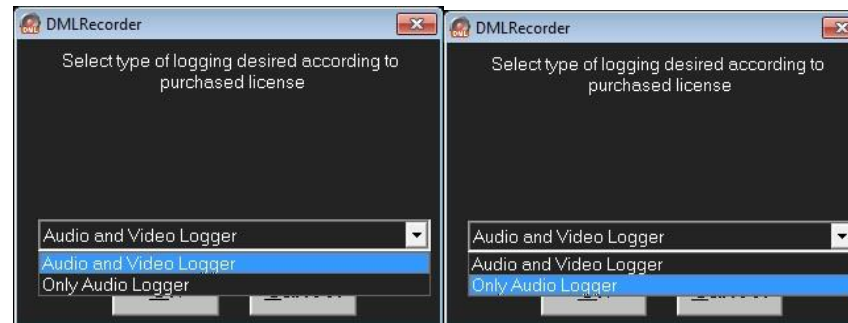 DMLRecorder
Select type of logging desired according to
purchased license
Audio and Video Logger
Audio and Video Logger
Only Audio Logger
DMLRecorder
Select type of logging desired according to
purchased license
Audio and Video Logger
Audio and Video Logger
Only Audio Logger